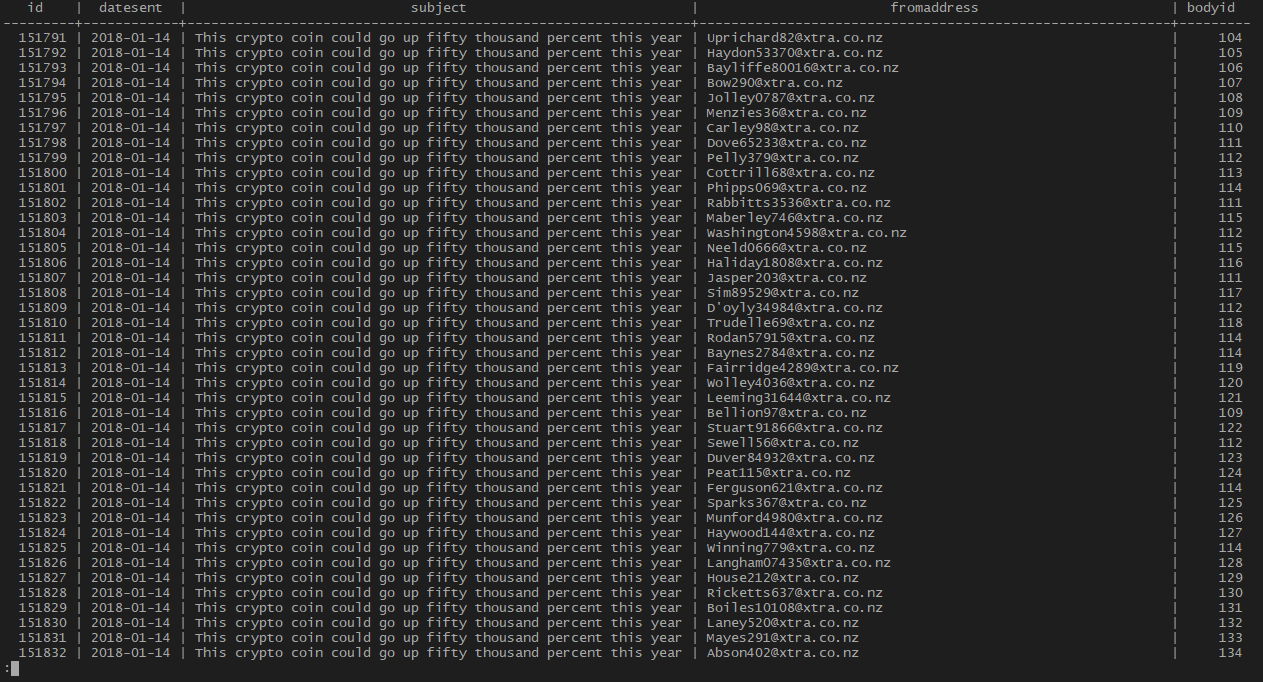 id | datesent | subject | fromaddress | bodyid
---------+------------+---------------------------------------------------------------+-----------------------------------------------------------+---------
151791 | 2018-01-14 | This crypto coin could go up fifty thousand percent this year | Uprichard82@xtra.co.nz | 104
151792 | 2018-01-14 | This crypto coin could go up fifty thousand percent this year | Haydon53370@xtra.co.nz | 105
151793 | 2018-01-14 | This crypto coin could go up fifty thousand percent this year | Bayliffe80016@xtra.co.nz | 106
151794 | 2018-01-14 | This crypto coin could go up fifty thousand percent this year | Bow290@xtra.co.nz | 107
151795 | 2018-01-14 | This crypto coin could go up fifty thousand percent this year | Jolley0787@xtra.co.nz | 108
151796 | 2018-01-14 | This crypto coin could go up fifty thousand percent this year | Menzies36@xtra.co.nz | 109
151797 | 2018-01-14 | This crypto coin could go up fifty thousand percent this year | Carley98@xtra.co.nz | 110
151798 | 2018-01-14 | This crypto coin could go up fifty thousand percent this year | Dove65233@xtra.co.nz | 111
151799 | 2018-01-14 | This crypto coin could go up fifty thousand percent this year | Pelly379@xtra.co.nz | 112
151800 | 2018-01-14 | This crypto coin could go up fifty thousand percent this year | Cottrill68@xtra.co.nz | 113
151801 | 2018-01-14 | This crypto coin could go up fifty thousand percent this year | Phipps069@xtra.co.nz | 114
151802 | 2018-01-14 | This crypto coin could go up fifty thousand percent this year | Rabbitts3536@xtra.co.nz | 111
151803 | 2018-01-14 | This crypto coin could go up fifty thousand percent this year | Maberley746@xtra.co.nz | 115
151804 | 2018-01-14 | This crypto coin could go up fifty thousand percent this year | Washington4598@xtra.co.nz | 112
151805 | 2018-01-14 | This crypto coin could go up fifty thousand percent this year | Neeld0666@xtra.co.nz | 115
151806 | 2018-01-14 | This crypto coin could go up fifty thousand percent this year | Haliday1808@xtra.co.nz | 116
151807 | 2018-01-14 | This crypto coin could go up fifty thousand percent this year | Jasper203@xtra.co.nz | 111
151808 | 2018-01-14 | This crypto coin could go up fifty thousand percent this year | Sim89529@xtra.co.nz | 117
151809 | 2018-01-14 | This crypto coin could go up fifty thousand percent this year | D'oyly34984@xtra.co.nz | 112
151810 | 2018-01-14 | This crypto coin could go up fifty thousand percent this year | Trudelle69@xtra.co.nz | 118
151811 | 2018-01-14 | This crypto coin could go up fifty thousand percent this year | Rodan57915@xtra.co.nz | 114
151812 | 2018-01-14 | This crypto coin could go up fifty thousand percent this year | Baynes2784@xtra.co.nz | 114
151813 | 2018-01-14 | This crypto coin could go up fifty thousand percent this year | Fairridge4289@xtra.co.nz | 119
151814 | 2018-01-14 | This crypto coin could go up fifty thousand percent this year | Wolley4036@xtra.co.nz | 120
151815 | 2018-01-14 | This crypto coin could go up fifty thousand percent this year | Leeming31644@xtra.co.nz | 121
151816 | 2018-01-14 | This crypto coin could go up fifty thousand percent this year | Bellion97@xtra.co.nz | 109
151817 | 2018-01-14 | This crypto coin could go up fifty thousand percent this year | Stuart91866@xtra.co.nz | 122
151818 | 2018-01-14 | This crypto coin could go up fifty thousand percent this year | Sewell56@xtra.co.nz | 112
151819 | 2018-01-14 | This crypto coin could go up fifty thousand percent this year | Duver84932@xtra.co.nz | 123
151820 | 2018-01-14 | This crypto coin could go up fifty thousand percent this year | Peat115@xtra.co.nz | 124
151821 | 2018-01-14 | This crypto coin could go up fifty thousand percent this year | Ferguson621@xtra.co.nz | 114
151822 | 2018-01-14 | This crypto coin could go up fifty thousand percent this year | Sparks367@xtra.co.nz | 125
151823 | 2018-01-14 | This crypto coin could go up fifty thousand percent this year | Munford4980@xtra.co.nz | 126
151824 | 2018-01-14 | This crypto coin could go up fifty thousand percent this year | Haywood144@xtra.co.nz | 127
151825 | 2018-01-14 | This crypto coin could go up fifty thousand percent this year | Winning779@xtra.co.nz | 114
151826 | 2018-01-14 | This crypto coin could go up fifty thousand percent this year | Langham07435@xtra.co.nz | 128
151827 | 2018-01-14 | This crypto coin could go up fifty thousand percent this year | House212@xtra.co.nz | 129
151828 | 2018-01-14 | This crypto coin could go up fifty thousand percent this year | Ricketts637@xtra.co.nz | 130
151829 | 2018-01-14 | This crypto coin could go up fifty thousand percent this year | Boiles10108@xtra.co.nz | 131
151830 | 2018-01-14 | This crypto coin could go up fifty thousand percent this year | Laney520@xtra.co.nz | 132
151831 | 2018-01-14 | This crypto coin could go up fifty thousand percent this year | Mayes291@xtra.co.nz | 133
151832 | 2018-01-14 | This crypto coin could go up fifty thousand percent this year | Abson402@xtra.co.nz | 134
: